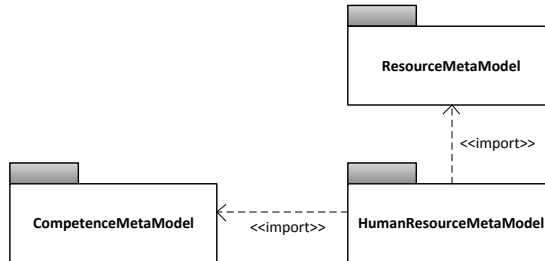 ResourceMetaModel
<<import>>
CompetenceMetaModel
<<import>>
HumanResourceMetaModel